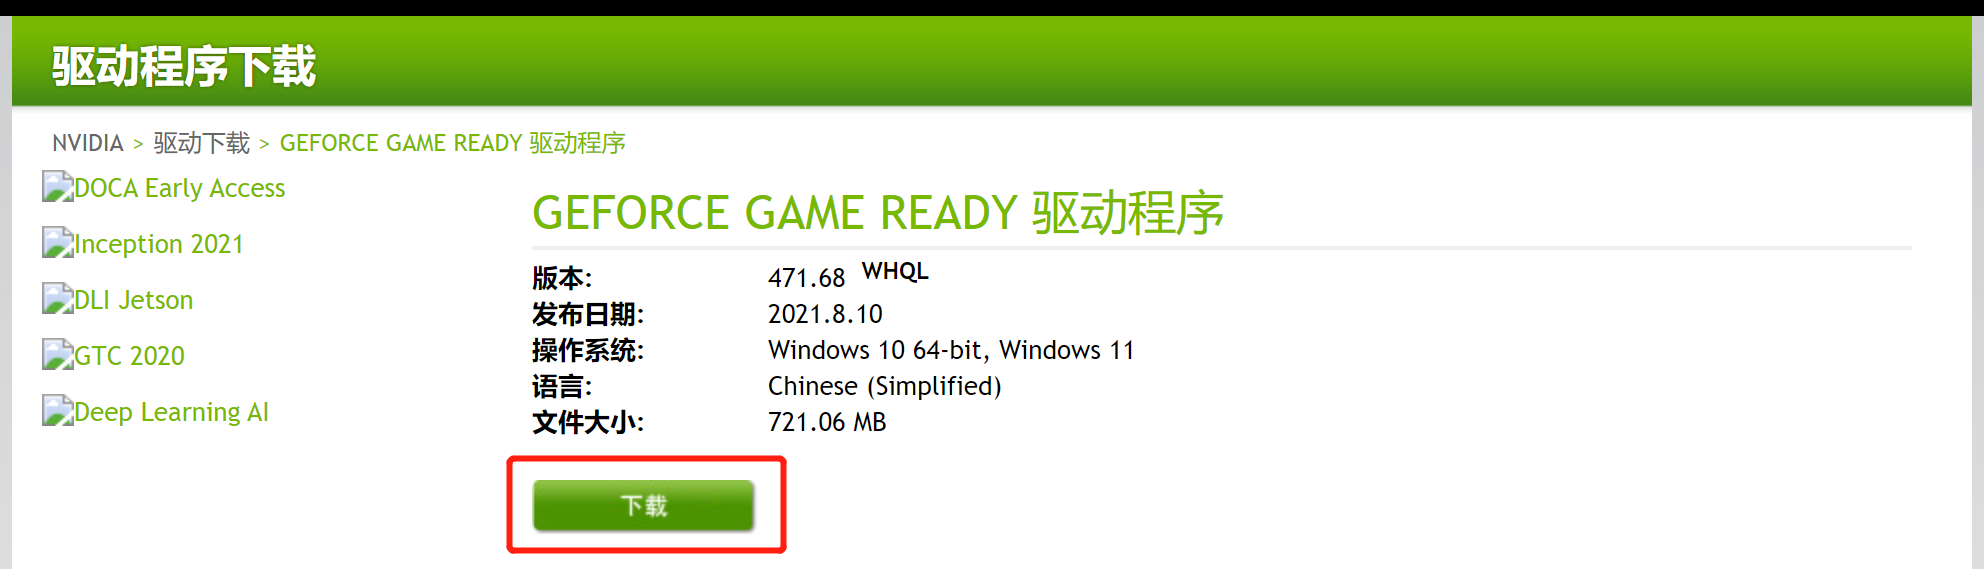 驱动程序下载
NVIDIA > 驱动下载 > GEFORCE GAME READY 驱动程序
DOCA Early Access
Inception 2021
DLI Jetson
GTC 2020
Deep Learning AI
GEFORCE GAME READY 驱动程序
版本: 471.68 WHQL
发布日期: 2021.8.10
操作系统: Windows 10 64-bit, Windows 11
语言: Chinese (Simplified)
文件大小: 721.06 MB
下载